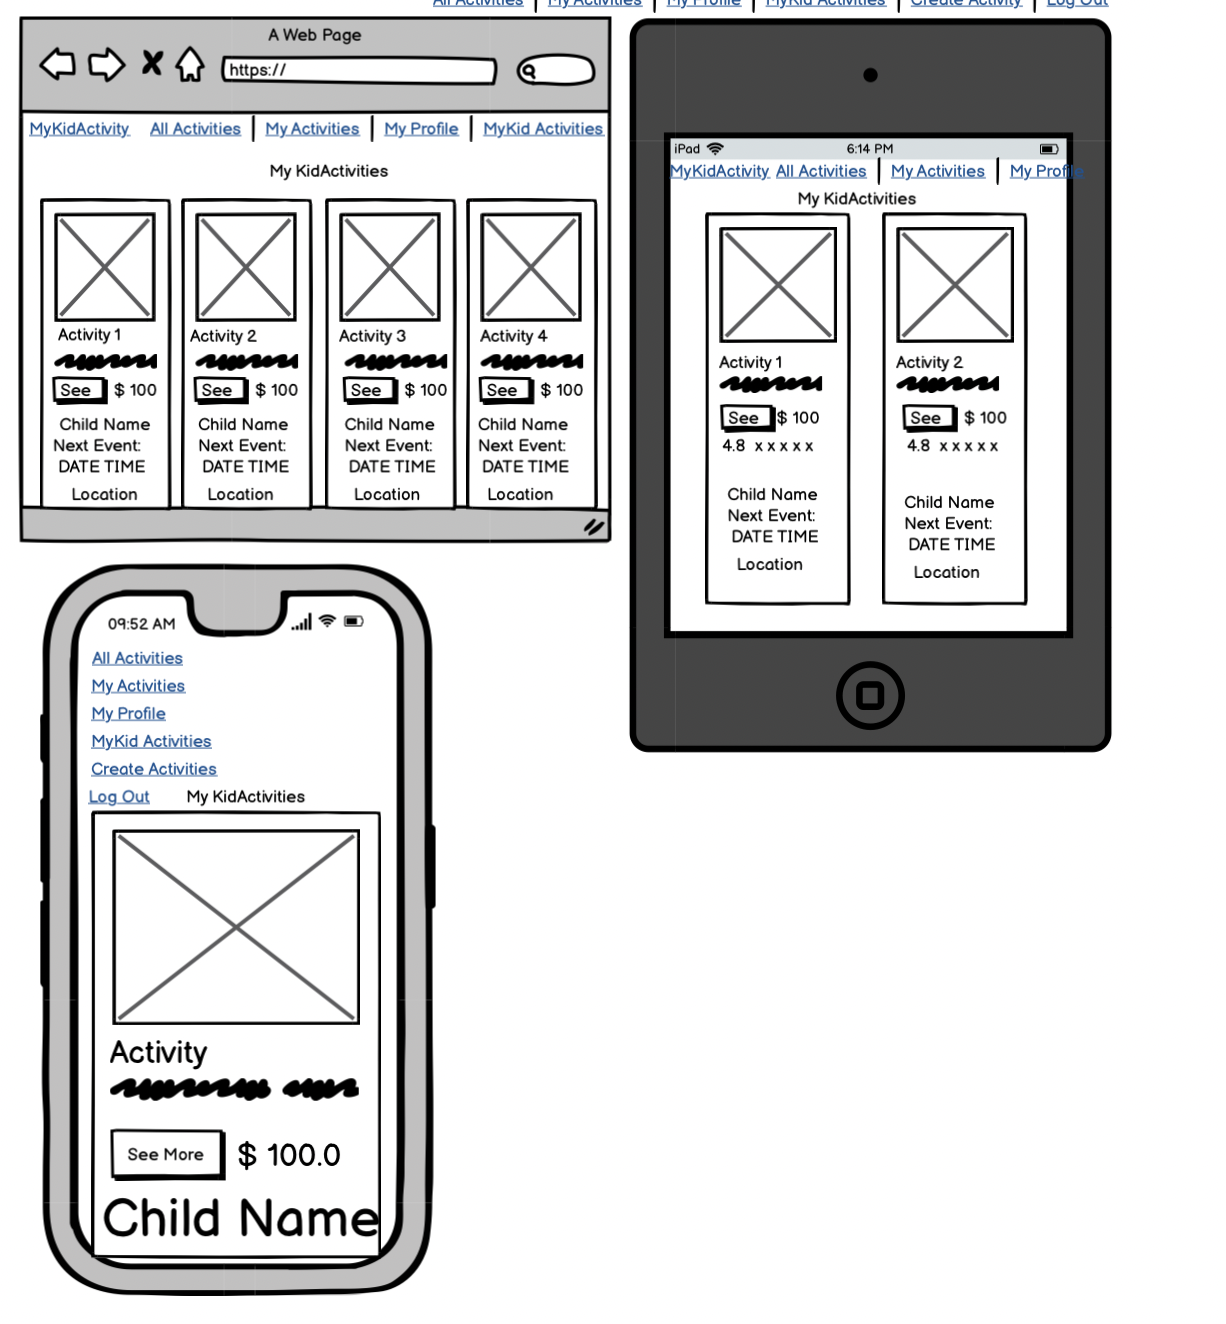 All Activities My Activities My Profile MyKid Activities Create Activity Log Out
A Web Page
https://
MyKidActivity All Activities My Activities My Profile MyKid Activities
My KidActivities
Activity 1 Activity 2 Activity 3 Activity 4
See $ 100 See $ 100 See $ 100 See $ 100
Child Name Child Name Child Name Child Name
Next Event: Next Event: Next Event: Next Event:
DATE TIME DATE TIME DATE TIME DATE TIME
Location Location Location Location
iPad 6:14 PM
MyKidActivity All Activities My Activities My Profile
My KidActivities
Activity 1 Activity 2
See $ 100 See $ 100
4.8 x x x x x 4.8 x x x x x
Child Name Child Name
Next Event: Next Event:
DATE TIME DATE TIME
Location Location
09:52 AM
All Activities
My Activities
My Profile
MyKid Activities
Create Activities
Log Out My KidActivities
Activity
See More $ 100.0
Child Name